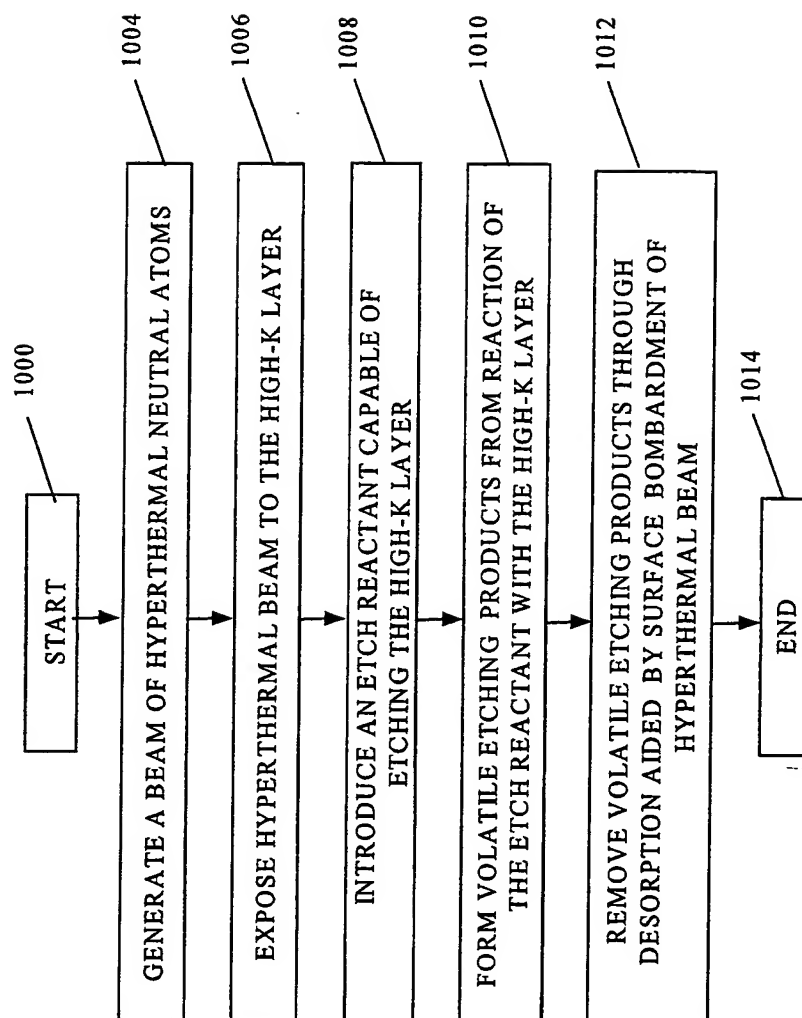 START
1000
GENERATE A BEAM OF HYPERTHERMAL NEUTRAL ATOMS
1004
EXPOSE HYPERTHERMAL BEAM TO THE HIGH-K LAYER
1006
INTRODUCE AN ETCH REACTANT CAPABLE OF
ETCHING THE HIGH-K LAYER
1008
FORM VOLATILE ETCHING PRODUCTS FROM REACTION OF
THE ETCH REACTANT WITH THE HIGH-K LAYER
1010
REMOVE VOLATILE ETCHING PRODUCTS THROUGH
DESORPTION AIDED BY SURFACE BOMBARDMENT OF
HYPERTHERMAL BEAM
1012
END
1014